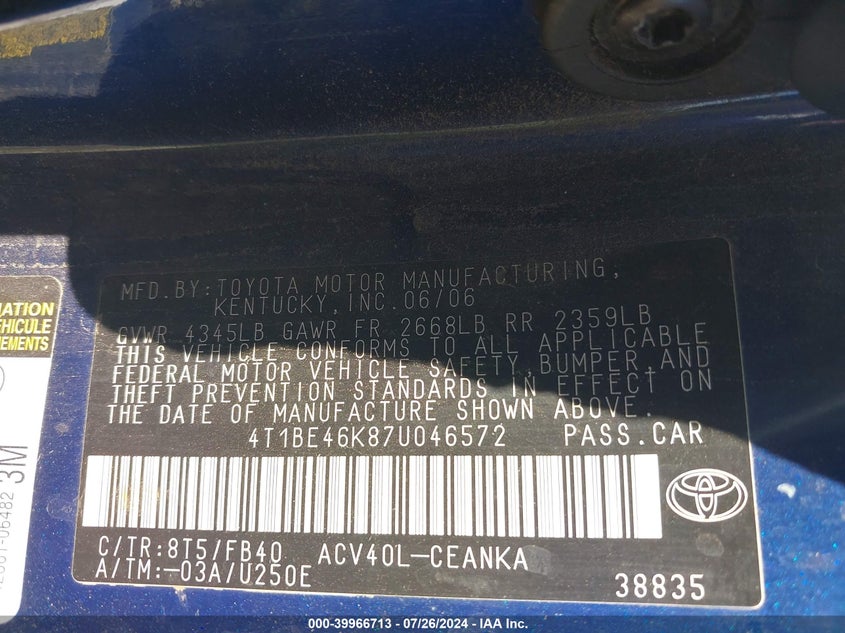 MFD.BY:TOYOTA MOTOR MANUFACTURING,
KENTUCKY, INC. 06/06
GVWR 4345LB GAWR FR 2668LB RR 2359LB
THIS VEHICLE CONFORMS TO ALL APPLICABLE
FEDERAL MOTOR VEHICLE SAFETY, BUMPER, AND
THEFT PREVENTION STANDARDS IN EFFECT ON
THE DATE OF MANUFACTURE SHOWN ABOVE.
4T1BE46K87U046572 PASS.CAR
C/TR:8T5/FB40 ACV40L-CEANKA
A/TM:-03A/U250E 38835
3M
000-39966713 - 07/26/2024 - IAA Inc.